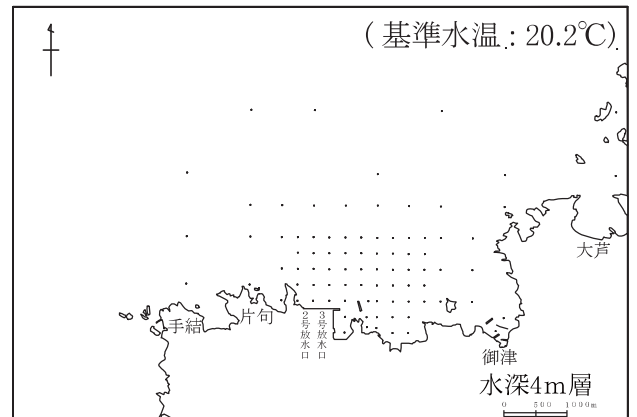 （基準水温：20.2℃）
大芦
手結
片句
2号放水口
3号放水口
御津
水深4m層
0 500 1000m